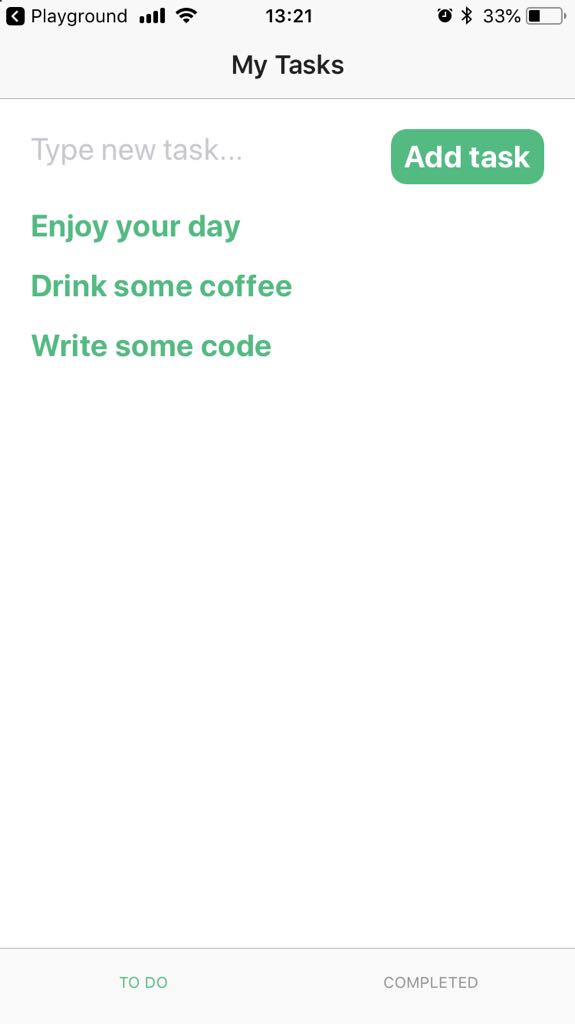 Playground 13:21 33%
My Tasks
Type new task...
Add task
Enjoy your day
Drink some coffee
Write some code
TO DO COMPLETED